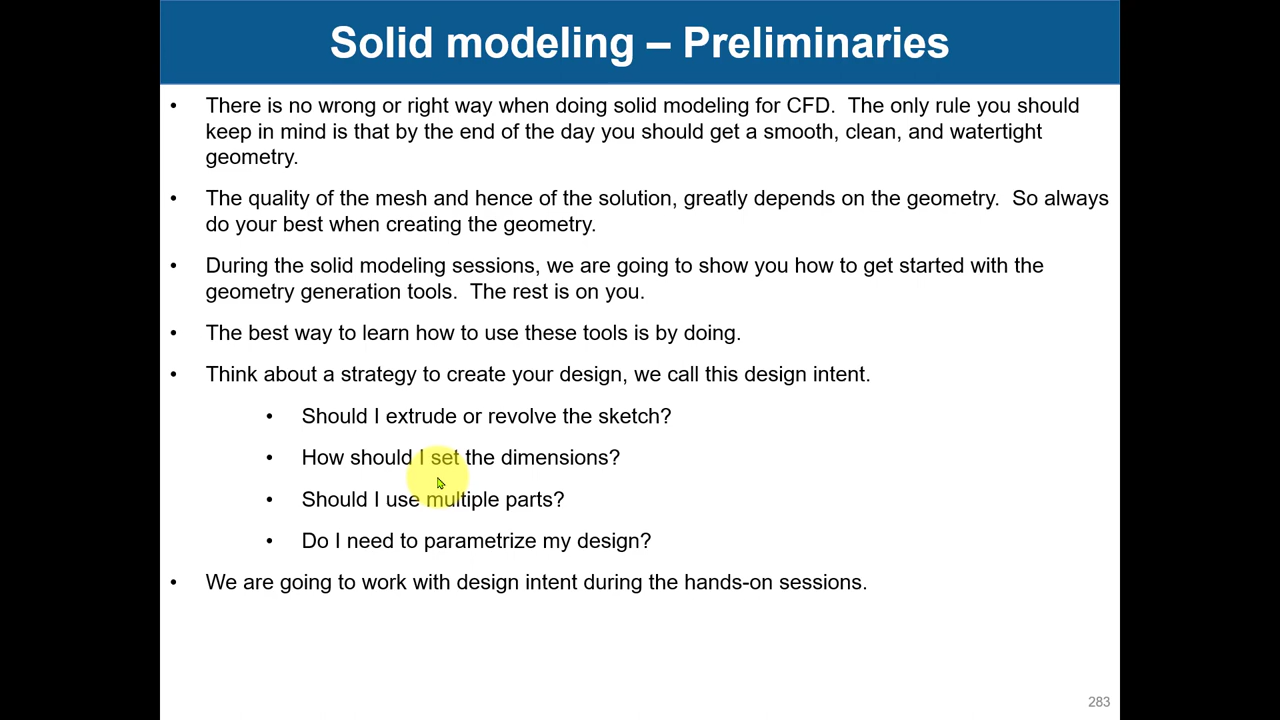 Solid modeling – Preliminaries
• There is no wrong or right way when doing solid modeling for CFD. The only rule you should
keep in mind is that by the end of the day you should get a smooth, clean, and watertight
geometry.
• The quality of the mesh and hence of the solution, greatly depends on the geometry. So always
do your best when creating the geometry.
• During the solid modeling sessions, we are going to show you how to get started with the
geometry generation tools. The rest is on you.
• The best way to learn how to use these tools is by doing.
• Think about a strategy to create your design, we call this design intent.
• Should I extrude or revolve the sketch?
• How should I set the dimensions?
• Should I use multiple parts?
• Do I need to parametrize my design?
• We are going to work with design intent during the hands-on sessions.
283